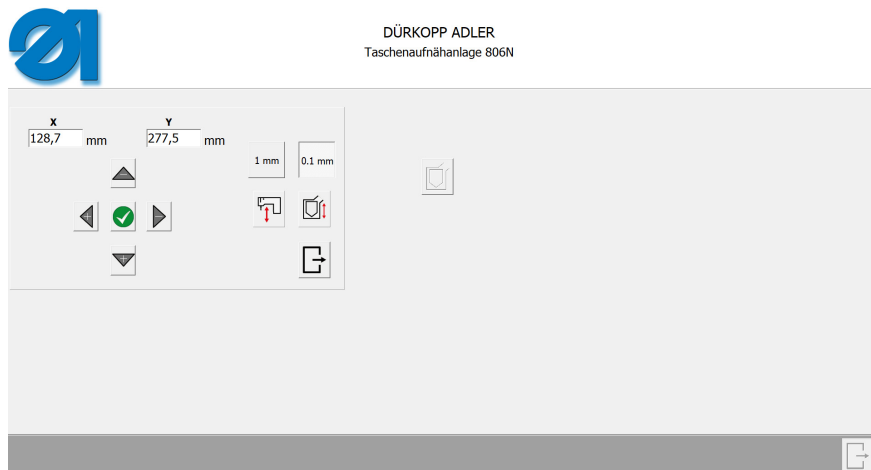 DÜRKOPP ADLER
Taschenaufnähanlage 806N
X Y
128,7 mm 277,5 mm
1 mm 0.1 mm